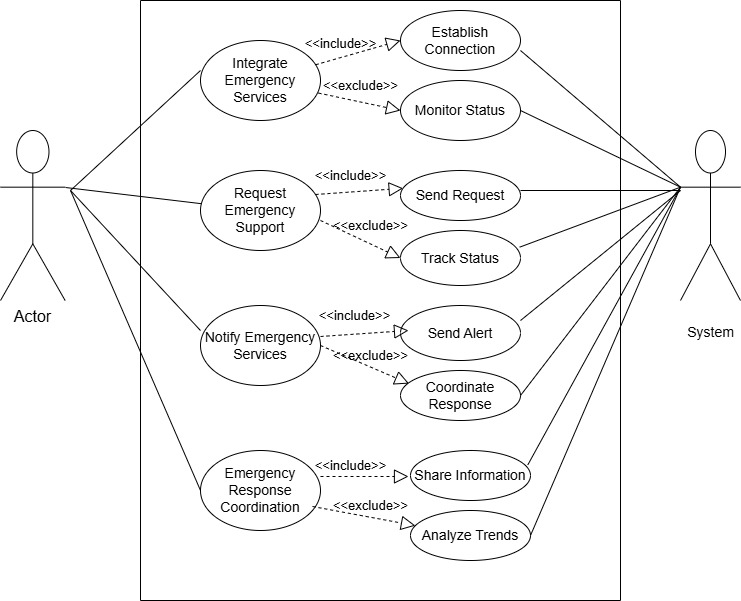 <<include>>
Establish
Connection
Integrate
Emergency
Services
<<exclude>>
Monitor Status
<<include>>
Request
Emergency
Support
Send Request
<<exclude>>
Track Status
<<include>>
Notify Emergency
Services
Send Alert
<<exclude>>
Coordinate
Response
<<include>>
Emergency
Response
Coordination
Share Information
<<exclude>>
Analyze Trends
Actor
System